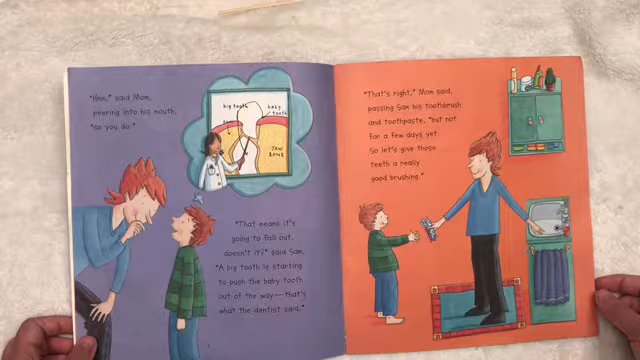 "Hmm," said Mom,
peering into his mouth,
"so you do."
big tooth
baby
tooth
JAW
BONE
"That means it's
going to fall out,
doesn't it?" said Sam.
"A big tooth is starting
to push the baby tooth
out of the way—that's
what the dentist said."
"That's right," Mom said,
passing Sam his toothbrush
and toothpaste, "but not
for a few days yet.
So let's give those
teeth a really
good brushing."